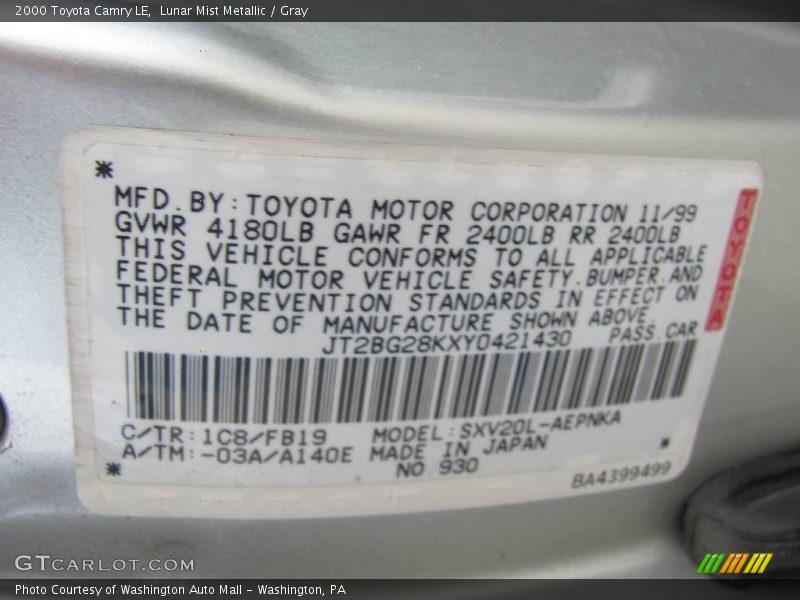 2000 Toyota Camry LE, Lunar Mist Metallic / Gray
MFD.BY:TOYOTA MOTOR CORPORATION 11/99
GVWR 4180LB GAWR FR 2400LB RR 2400LB
THIS VEHICLE CONFORMS TO ALL APPLICABLE
FEDERAL MOTOR VEHICLE SAFETY.BUMPER.AND
THEFT PREVENTION STANDARDS IN EFFECT ON
THE DATE OF MANUFACTURE SHOWN ABOVE
JT2BG28KXY0421430 PASS.CAR
C/TR:1C8/FB19 MODEL:SXV20L-AEPNKA
A/TM:-03A/A140E MADE IN JAPAN
NO.930
BA4399499
TOYOTA
GTCARLOT.COM
Photo Courtesy of Washington Auto Mall - Washington, PA